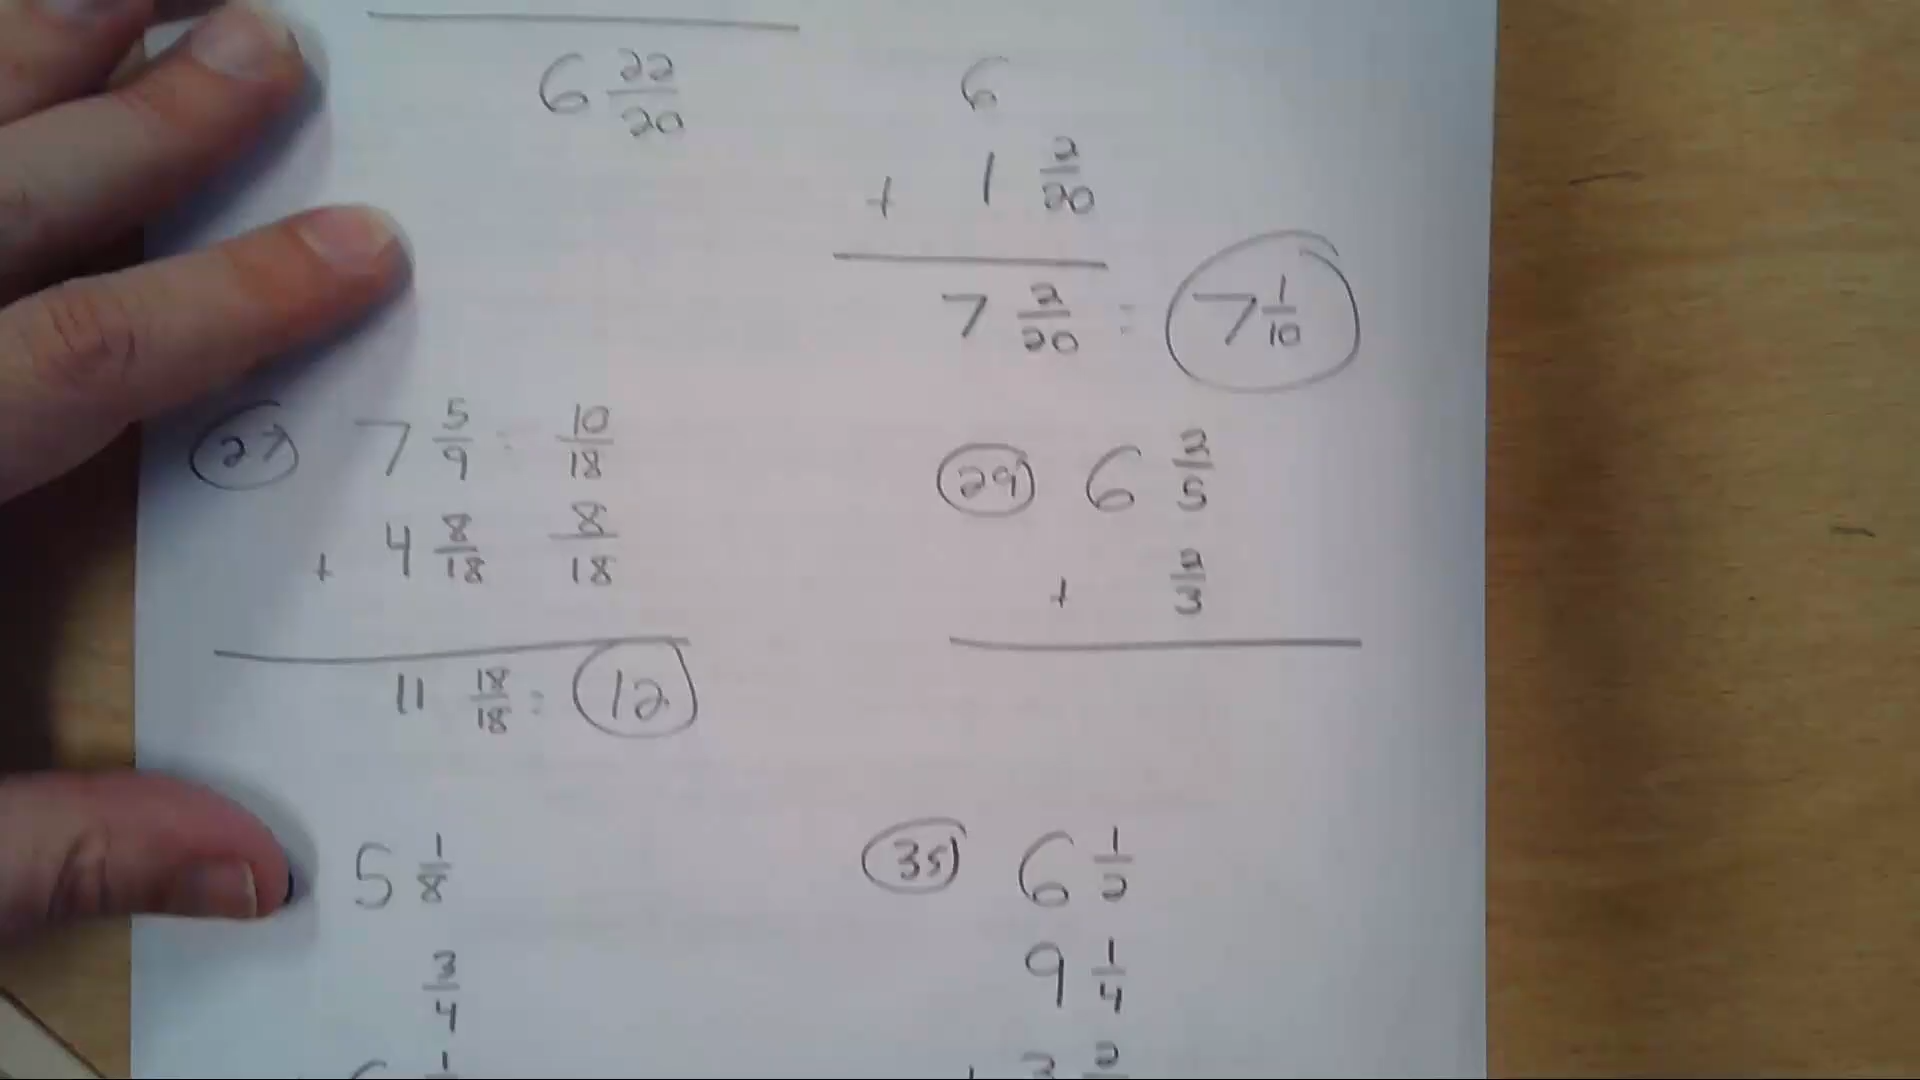 6 22/20
6
+ 1 2/20
7 2/20 = 7 1/10
27 7 5/9 = 10/18
+ 4 8/18 8/18
11 18/18 = 12
29 6 2/5
+ 2/3
5 1/8
3/4
35 6 1/2
9 1/4